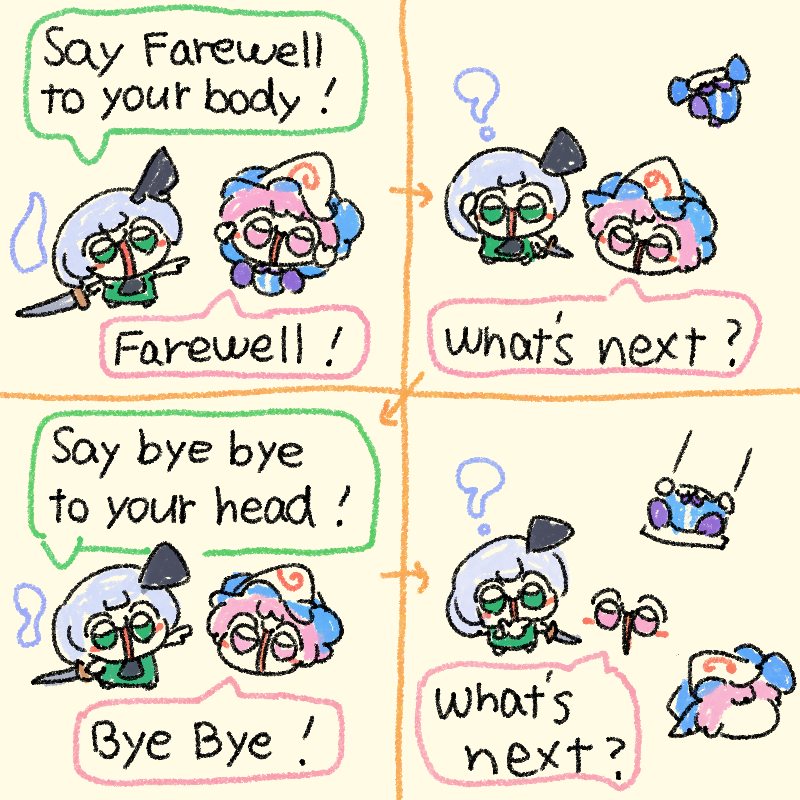 Say Farewell
to your body !
Farewell !
?
What's next ?
Say bye bye
to your head !
?
Bye Bye !
?
What's
next ?